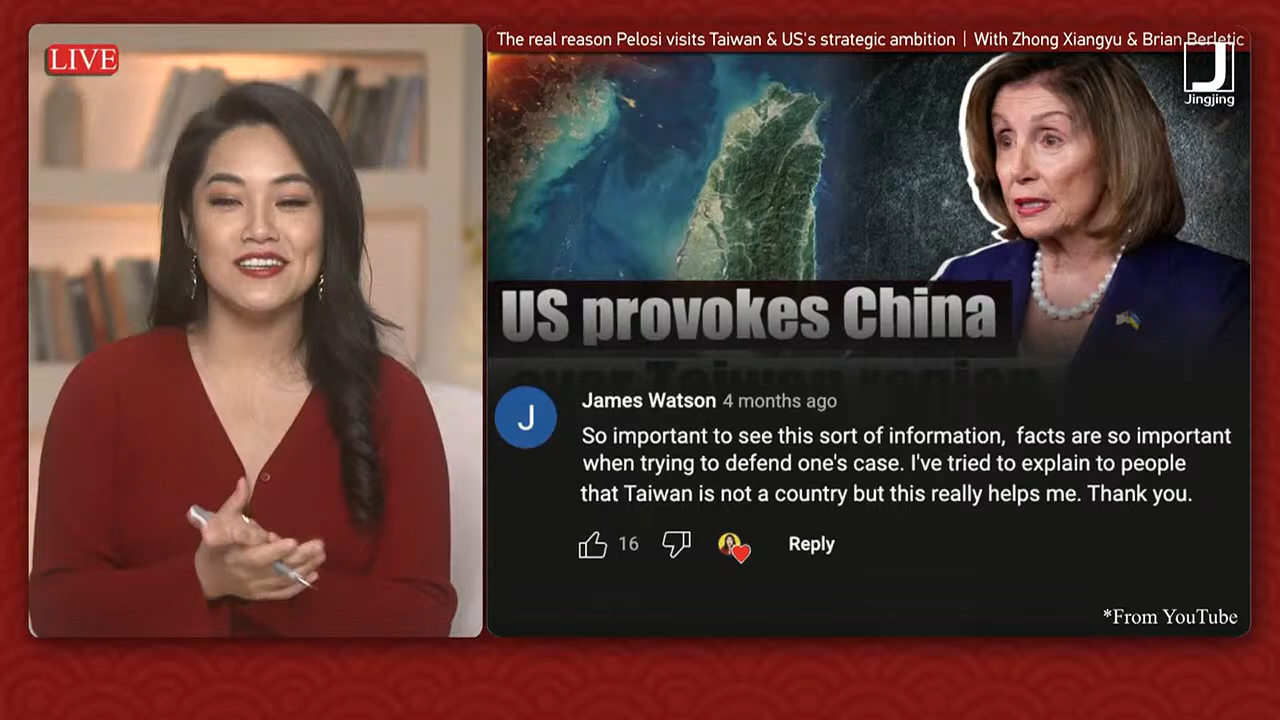 LIVE
The real reason Pelosi visits Taiwan & US's strategic ambition | With Zhong Xiangyu & Brian Berletic
J
Jingjing
US provokes China
over Taiwan region
J
James Watson 4 months ago
So important to see this sort of information, facts are so important
when trying to defend one's case. I've tried to explain to people
that Taiwan is not a country but this really helps me. Thank you.
16
Reply
*From YouTube